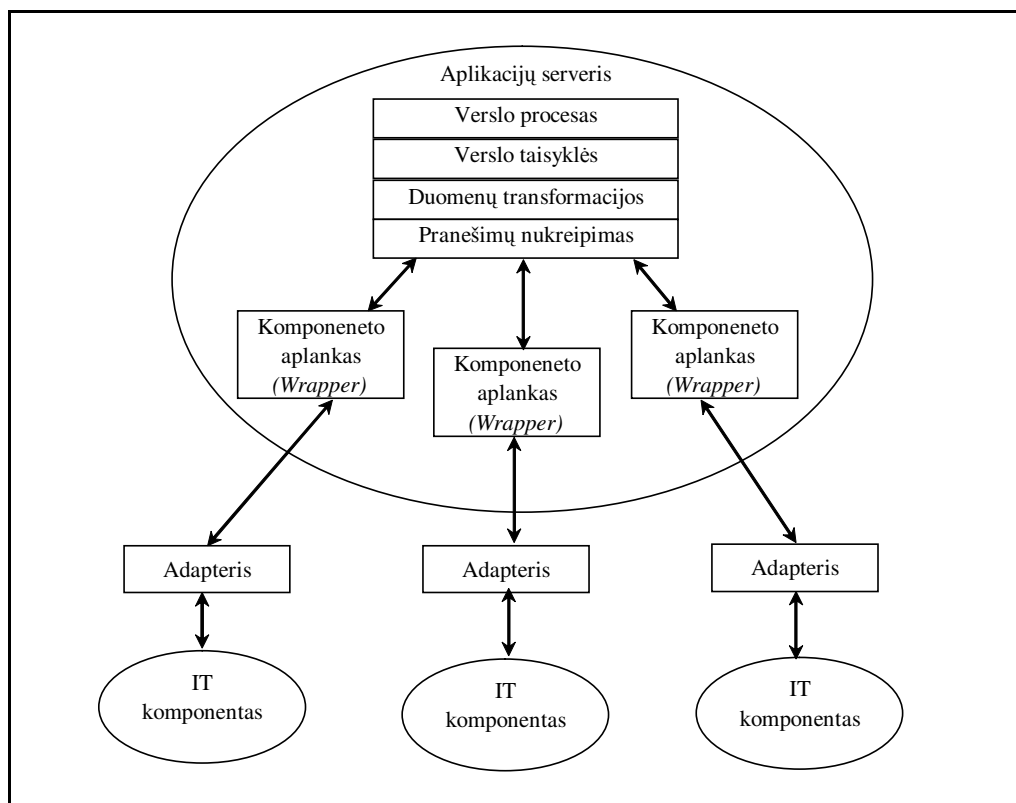 Aplikacijų serveris
Verslo procesas
Verslo taisyklės
Duomenų transformacijos
Pranešimų nukreipimas
Komponeneto
aplankas
(Wrapper)
Komponeneto
aplankas
(Wrapper)
Komponeneto
aplankas
(Wrapper)
Adapteris
Adapteris
Adapteris
IT
komponentas
IT
komponentas
IT
komponentas